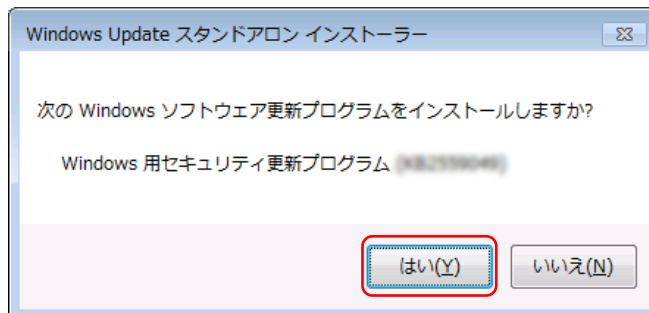 Windows Update スタンドアロン インストーラー
次の Windows ソフトウェア更新プログラムをインストールしますか?
Windows 用セキュリティ更新プログラム
はい(Y)
いいえ(N)